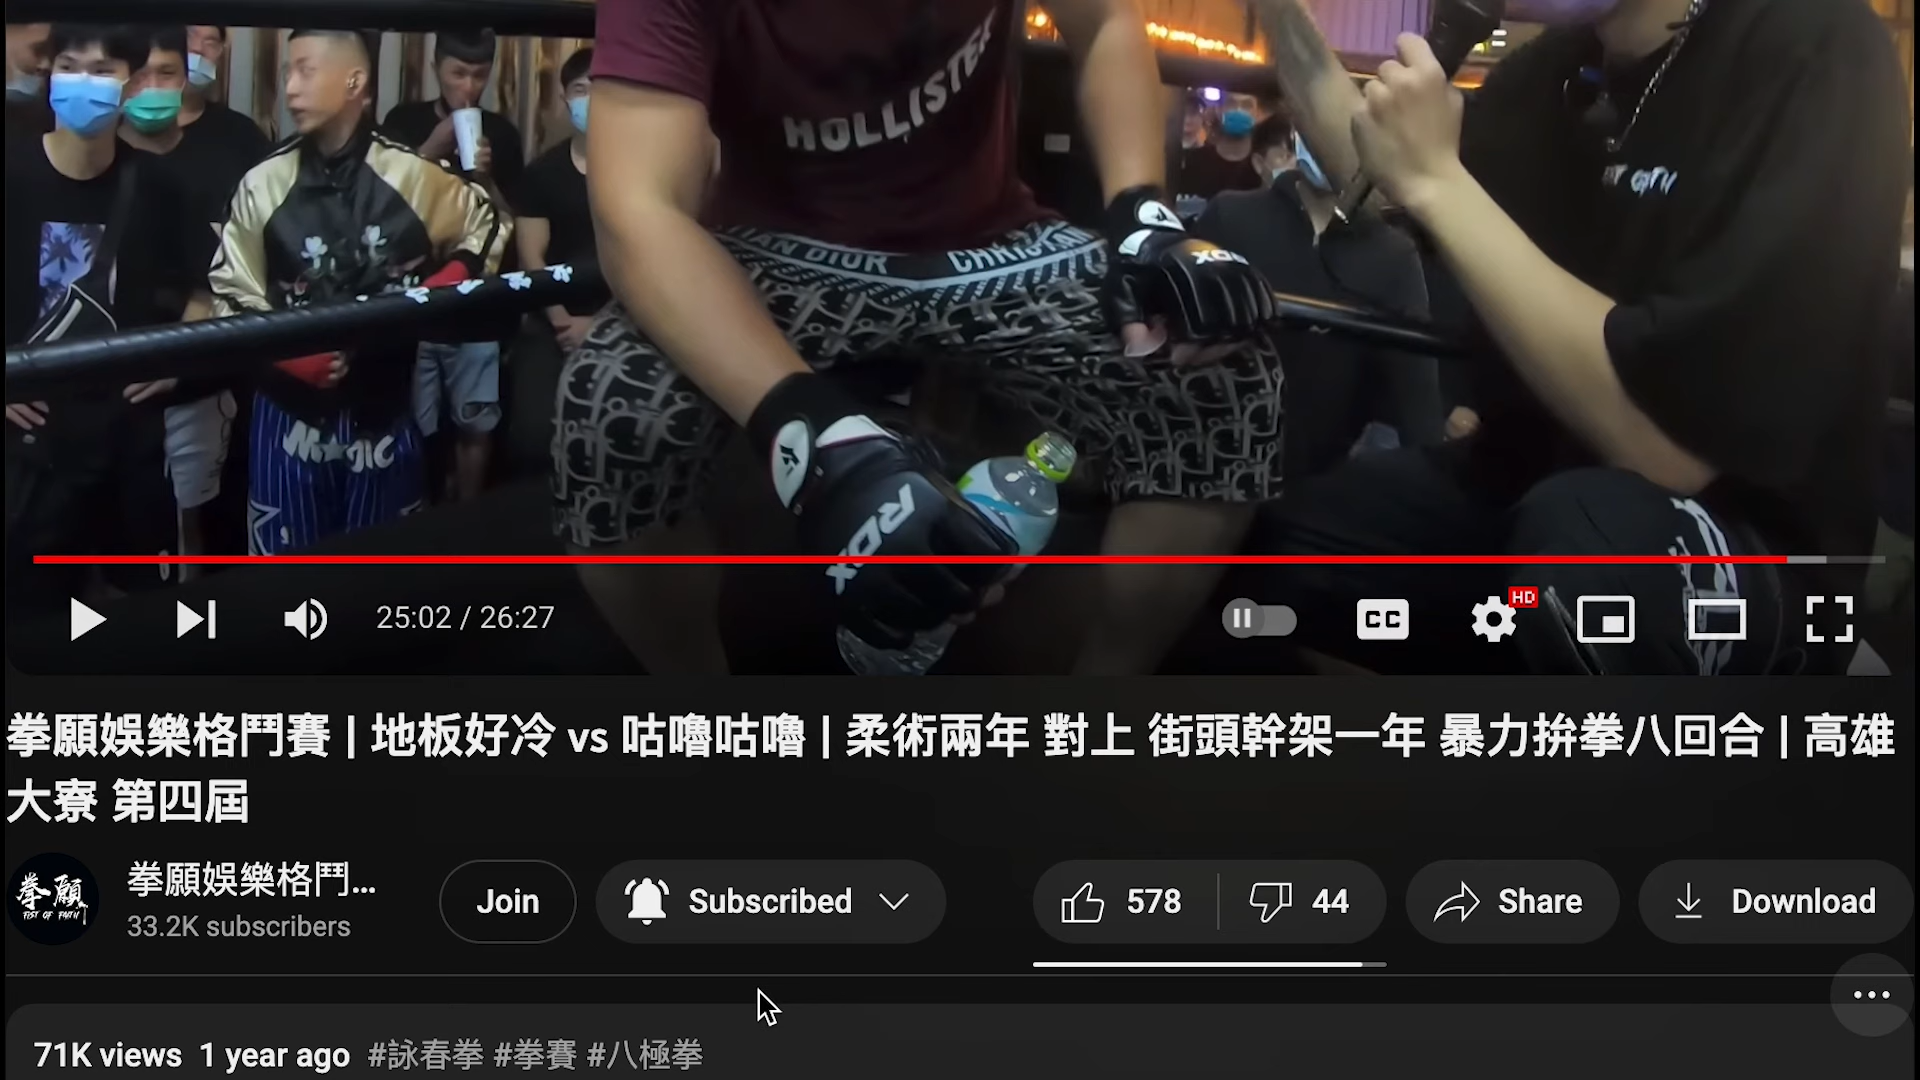 HOLLISTER
TIAN DIOR
CHRISTIAN
RDX
MAGIC
RDX
HD
CC
25:02 / 26:27
拳願娛樂格鬥賽 | 地板好冷 vs 咕嚕咕嚕 | 柔術兩年 對上 街頭幹架一年 暴力拚拳八回合 | 高雄
大寮 第四屆
拳願
FIST OF FAITH
拳願娛樂格鬥...
33.2K subscribers
Join
Subscribed
578
44
Share
Download
71K views 1 year ago #詠春拳 #拳賽 #八極拳